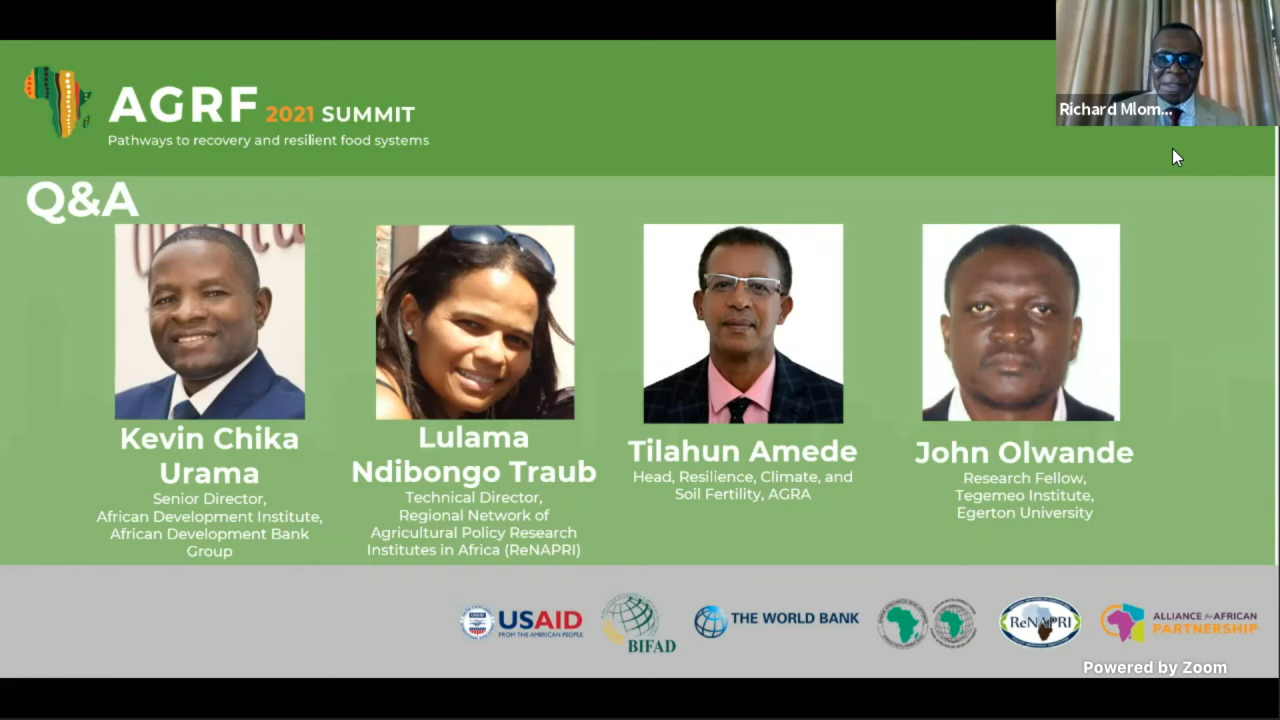 AGRF 2021 SUMMIT
Pathways to recovery and resilient food systems
Richard Mlom...
Q&A
Kevin Chika
Urama
Senior Director,
African Development Institute,
African Development Bank
Group
Lulama
Ndibongo Traub
Technical Director,
Regional Network of
Agricultural Policy Research
Institutes in Africa (ReNAPRI)
Tilahun Amede
Head, Resilience, Climate, and
Soil Fertility, AGRA
John Olwande
Research Fellow,
Tegemeo Institute,
Egerton University
USAID
FROM THE AMERICAN PEOPLE
BIFAD
THE WORLD BANK
ReNAPRI
ALLIANCE for AFRICAN
PARTNERSHIP
Powered by Zoom